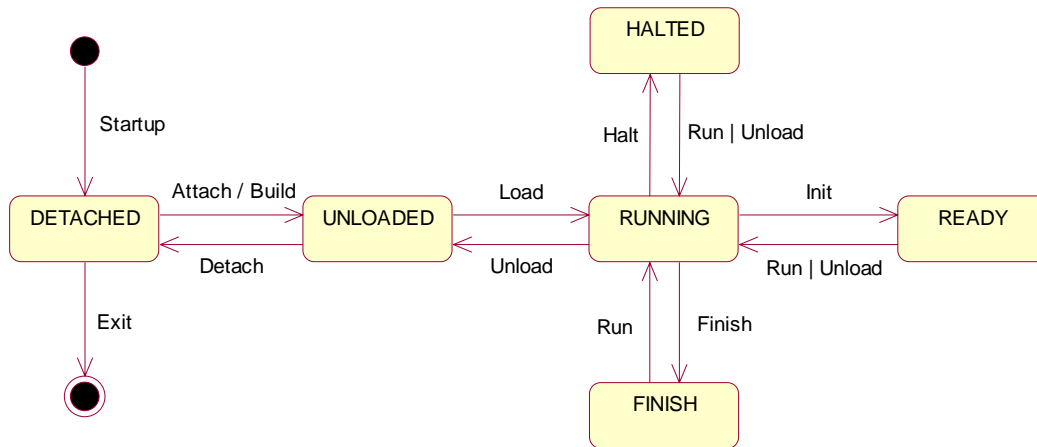 HALTED
Startup
Halt
Run | Unload
Attach / Build
Load
Init
DETACHED
UNLOADED
RUNNING
READY
Detach
Unload
Run | Unload
Exit
Run
Finish
FINISH